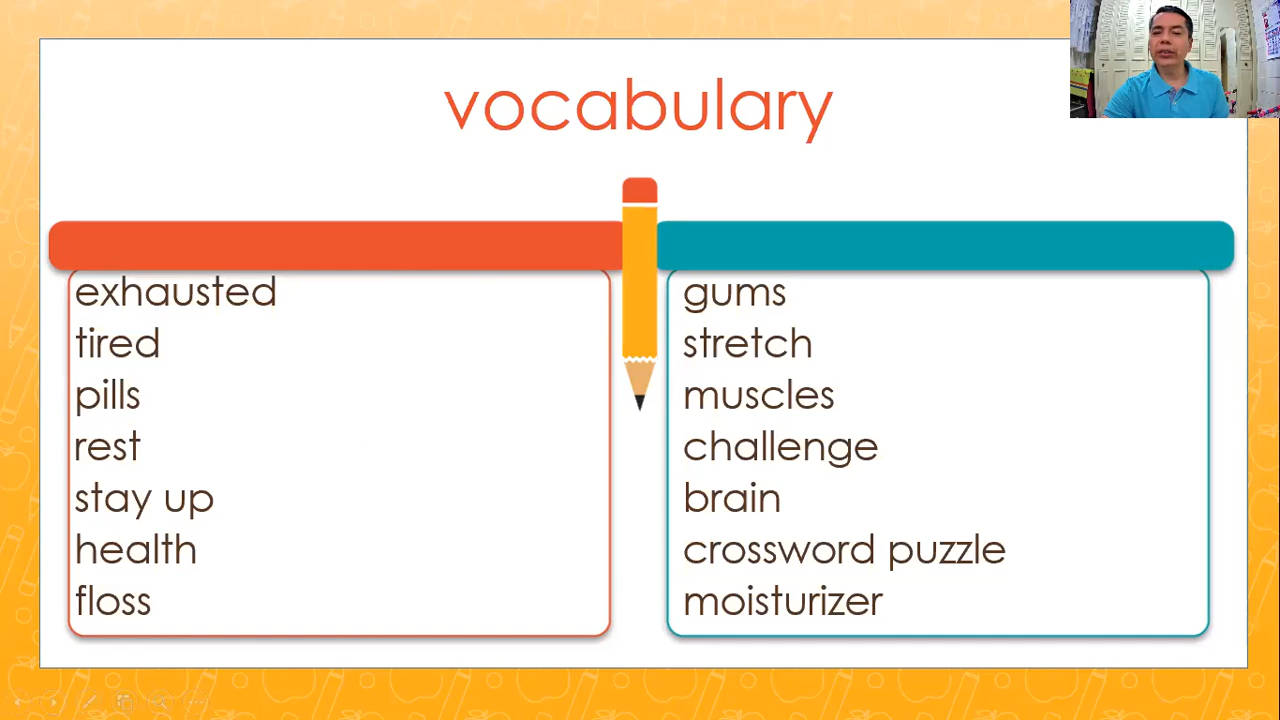 vocabulary
exhausted
tired
pills
rest
stay up
health
floss
gums
stretch
muscles
challenge
brain
crossword puzzle
moisturizer